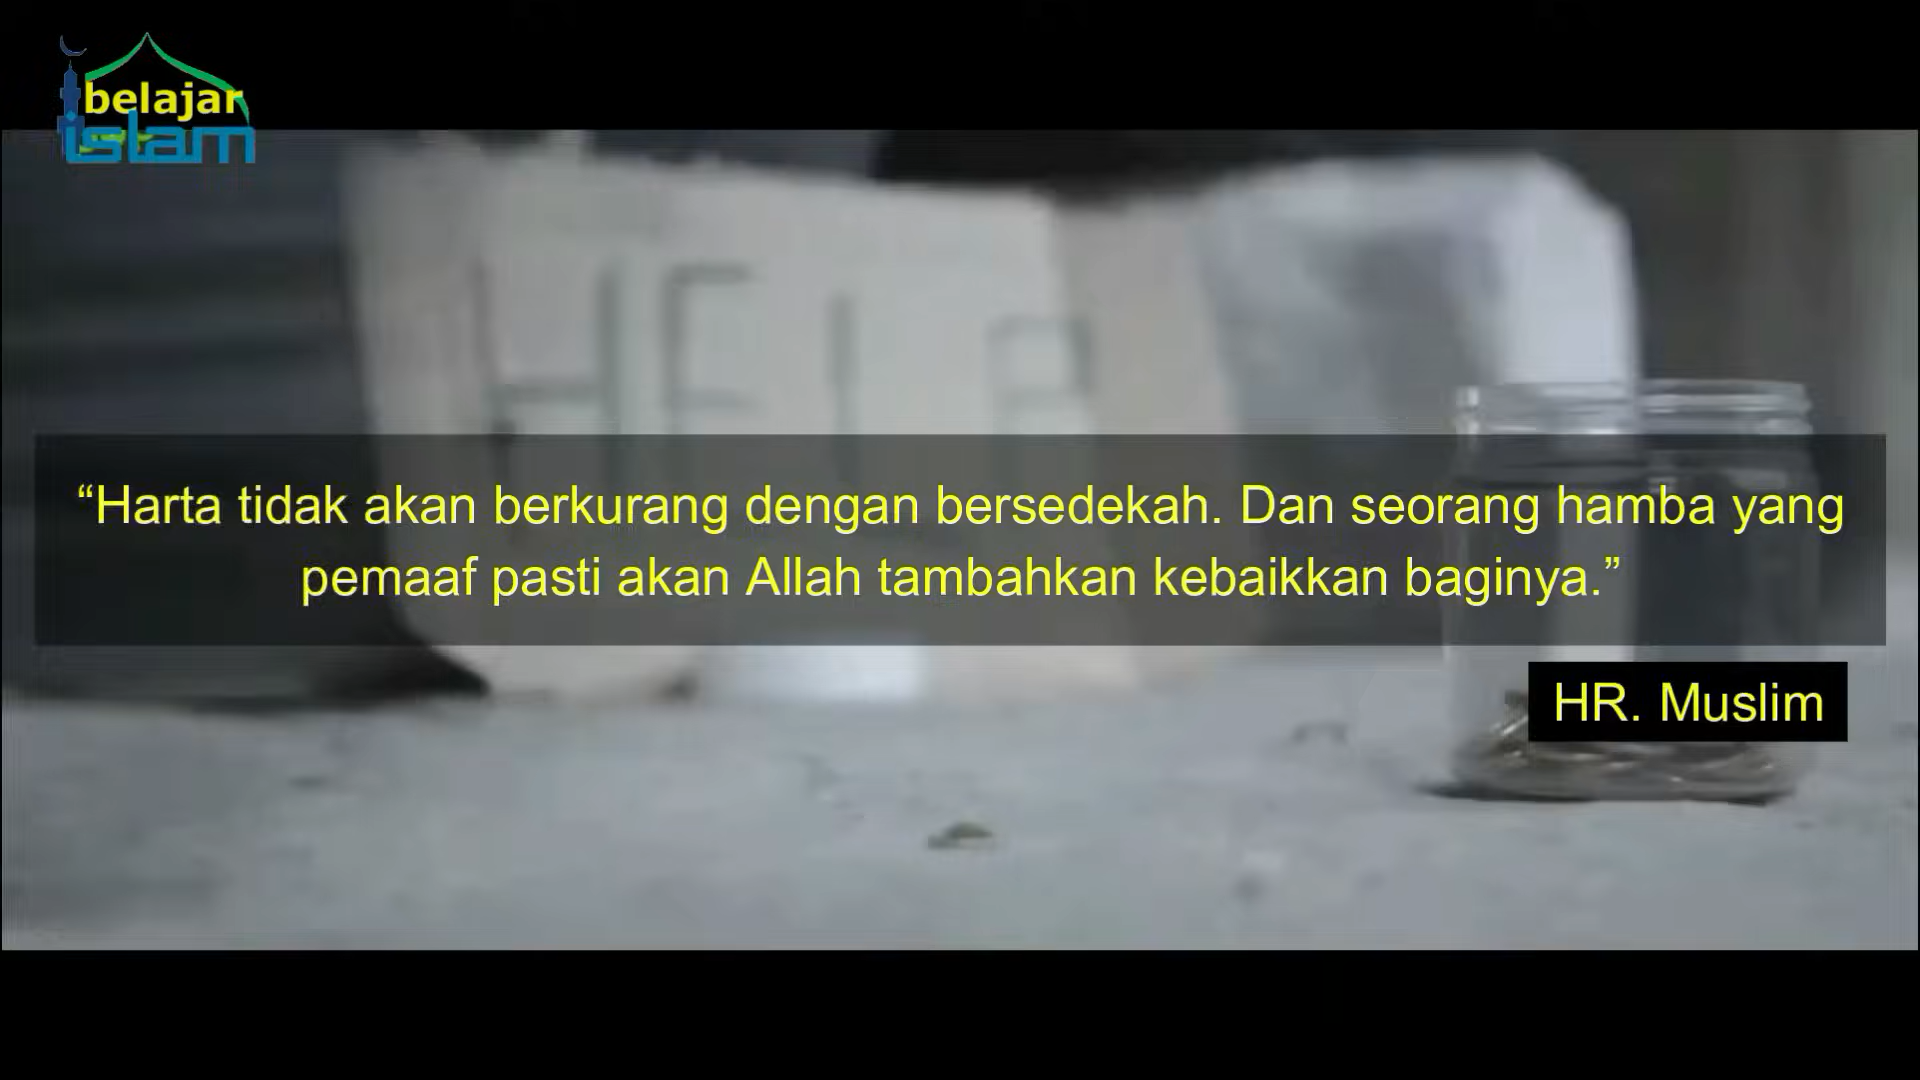 belajar
islam
HELP
“Harta tidak akan berkurang dengan bersedekah. Dan seorang hamba yang
pemaaf pasti akan Allah tambahkan kebaikkan baginya.”
HR. Muslim